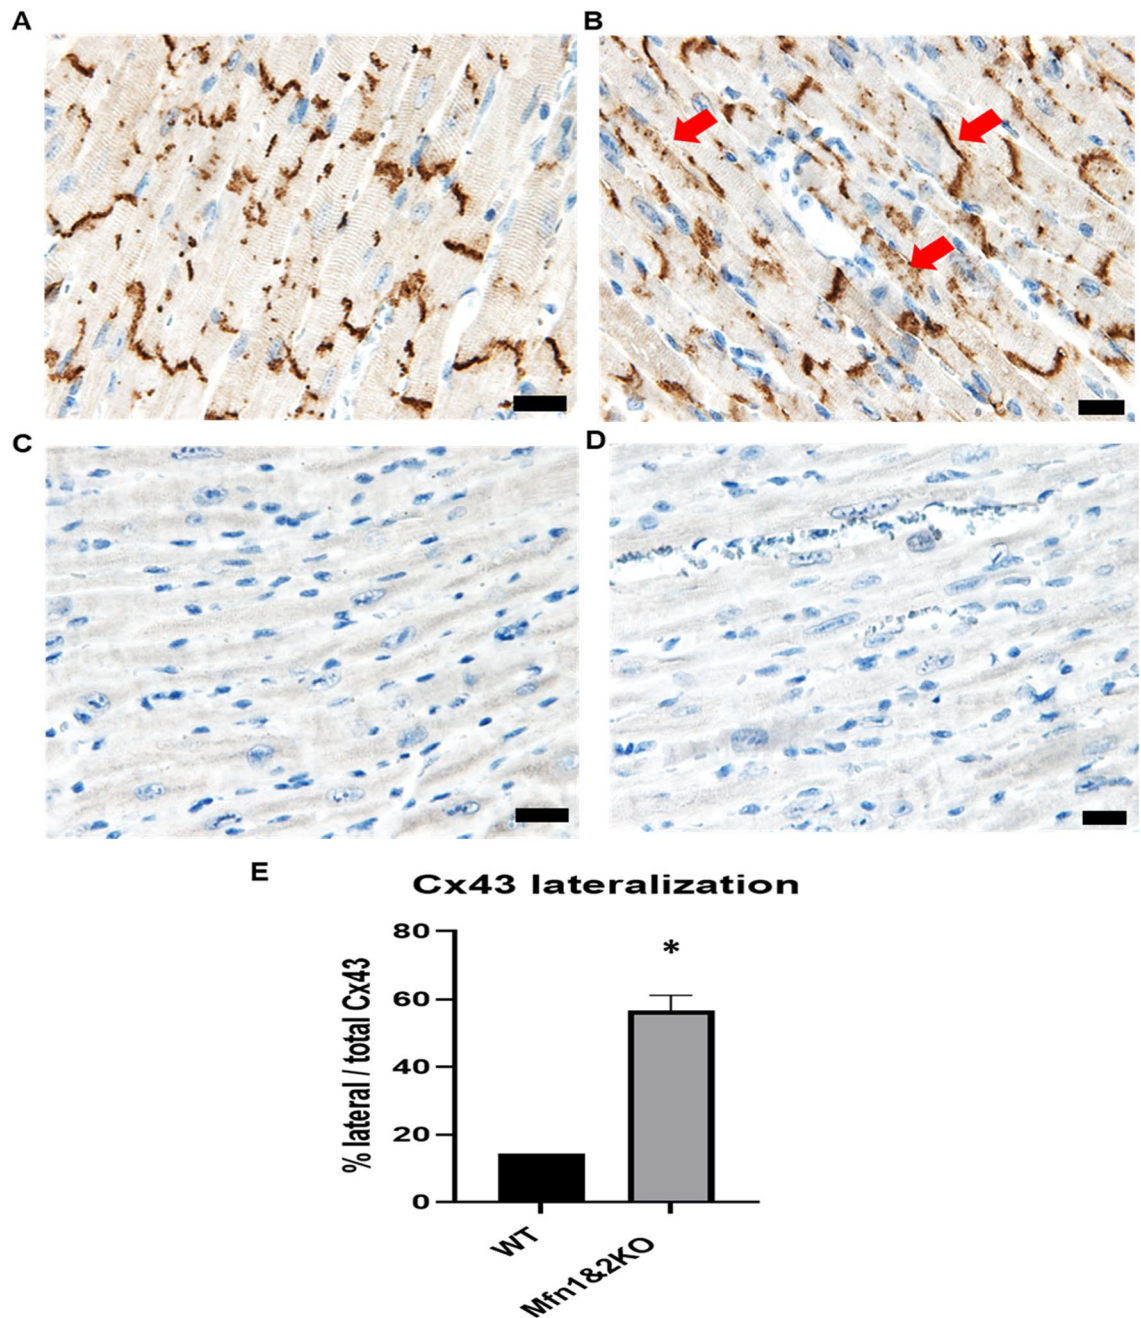 A
B
C
D
E
Cx43 lateralization
% lateral / total Cx43
80
*
60
40
20
0
WT
Mfn1&2KO